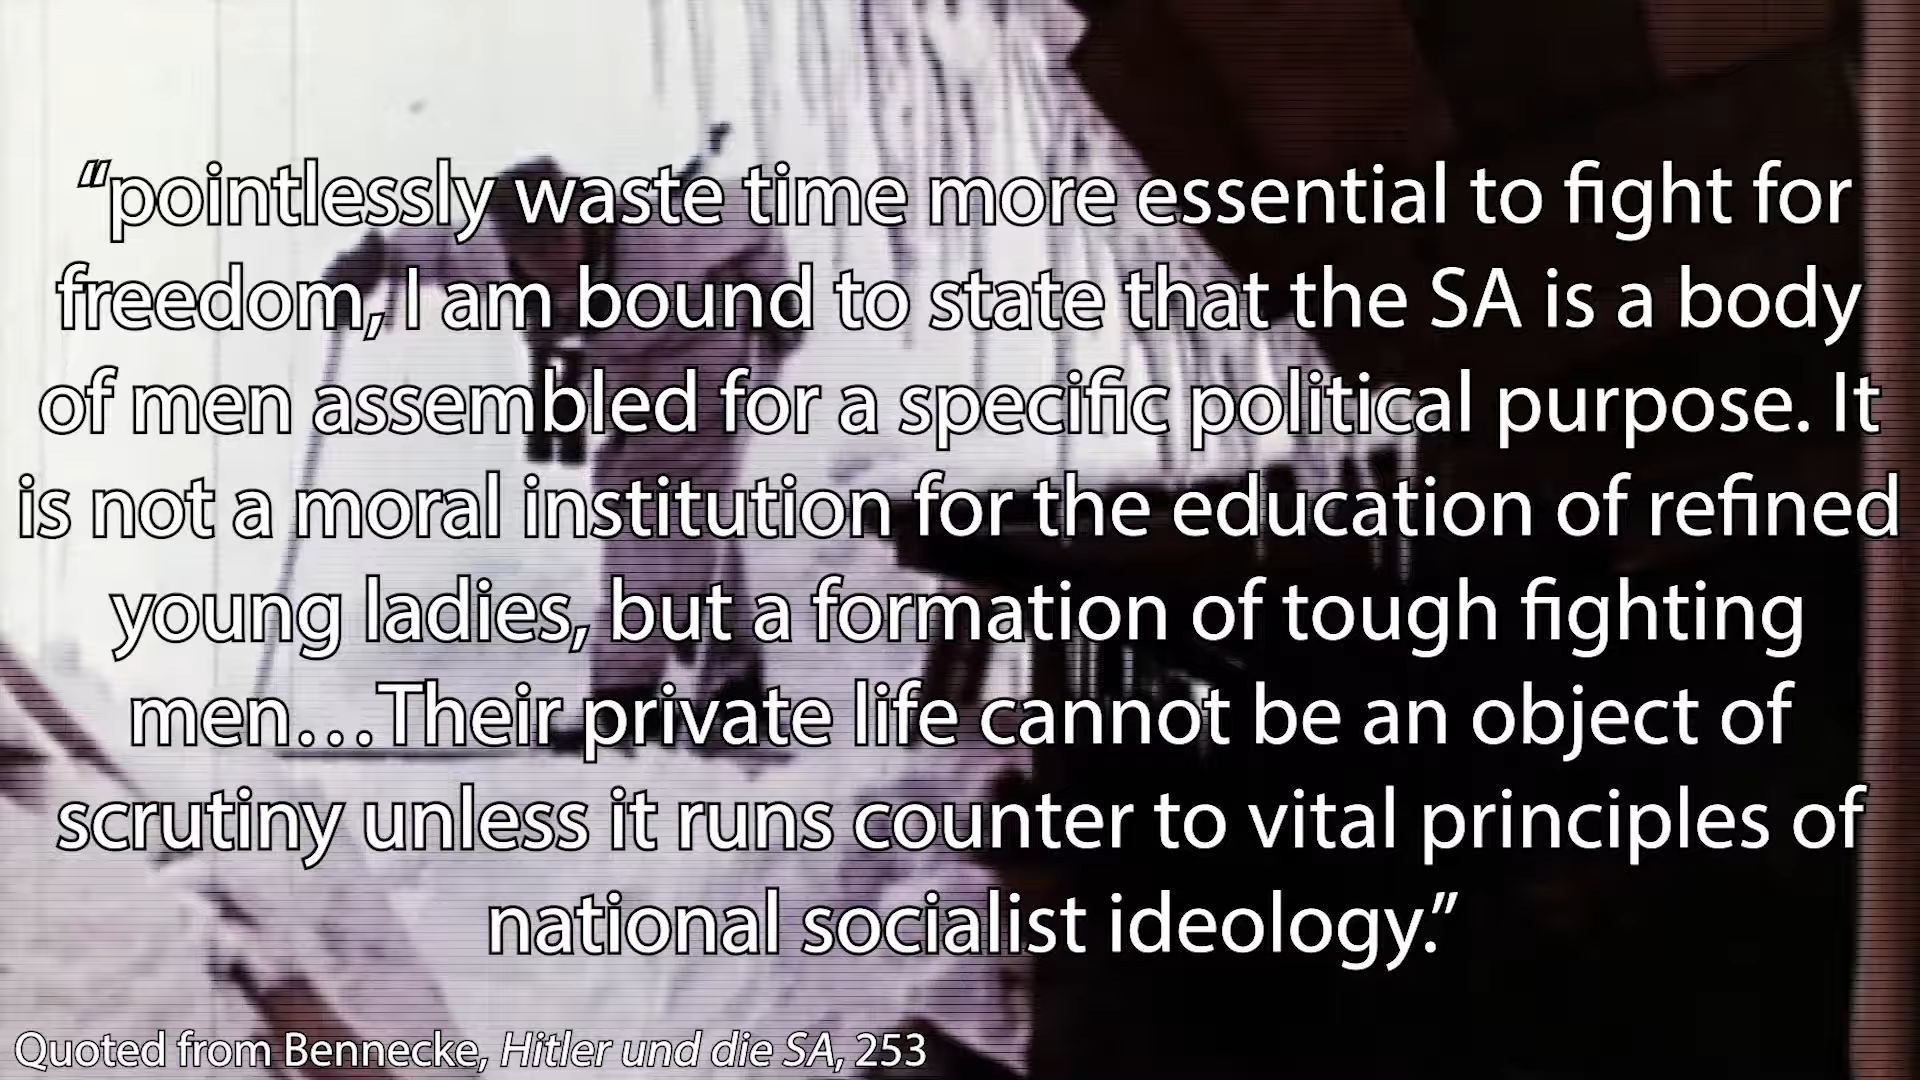 “pointlessly waste time more essential to fight for
freedom, I am bound to state that the SA is a body
of men assembled for a specific political purpose. It
is not a moral institution for the education of refined
young ladies, but a formation of tough fighting
men…Their private life cannot be an object of
scrutiny unless it runs counter to vital principles of
national socialist ideology.”
Quoted from Bennecke, Hitler und die SA, 253